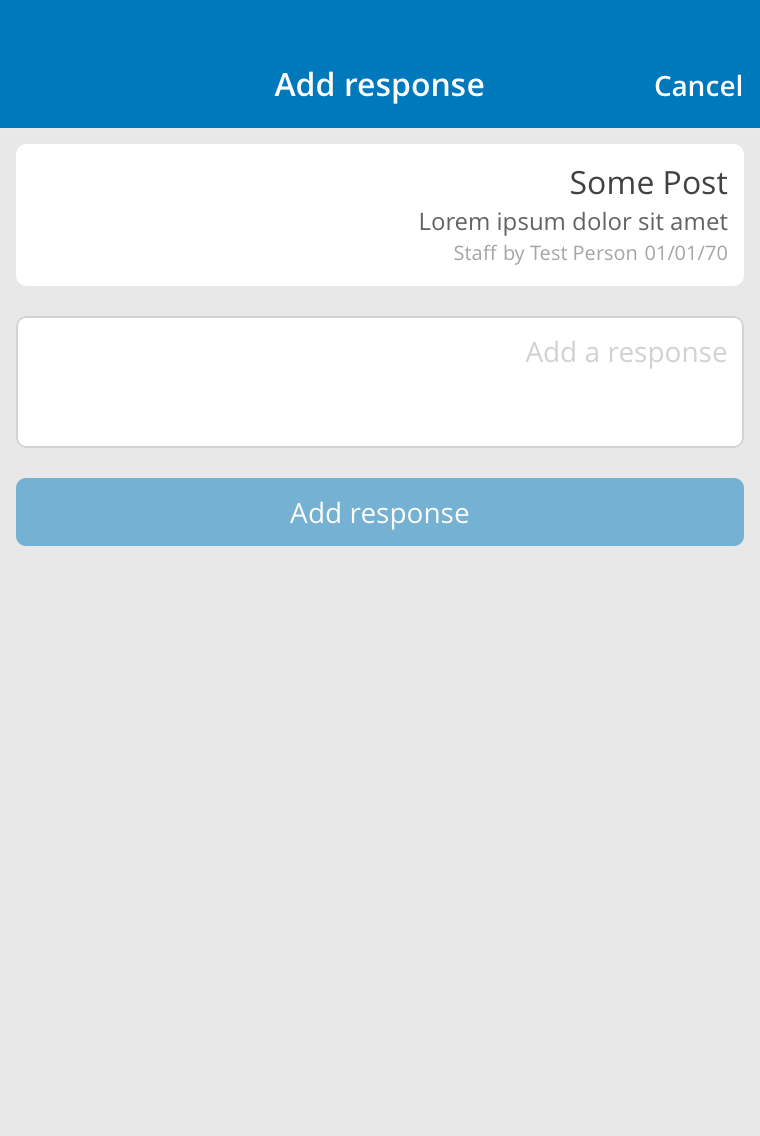 Add response
Cancel
Some Post
Lorem ipsum dolor sit amet
Staff by Test Person 01/01/70
Add a response
Add response